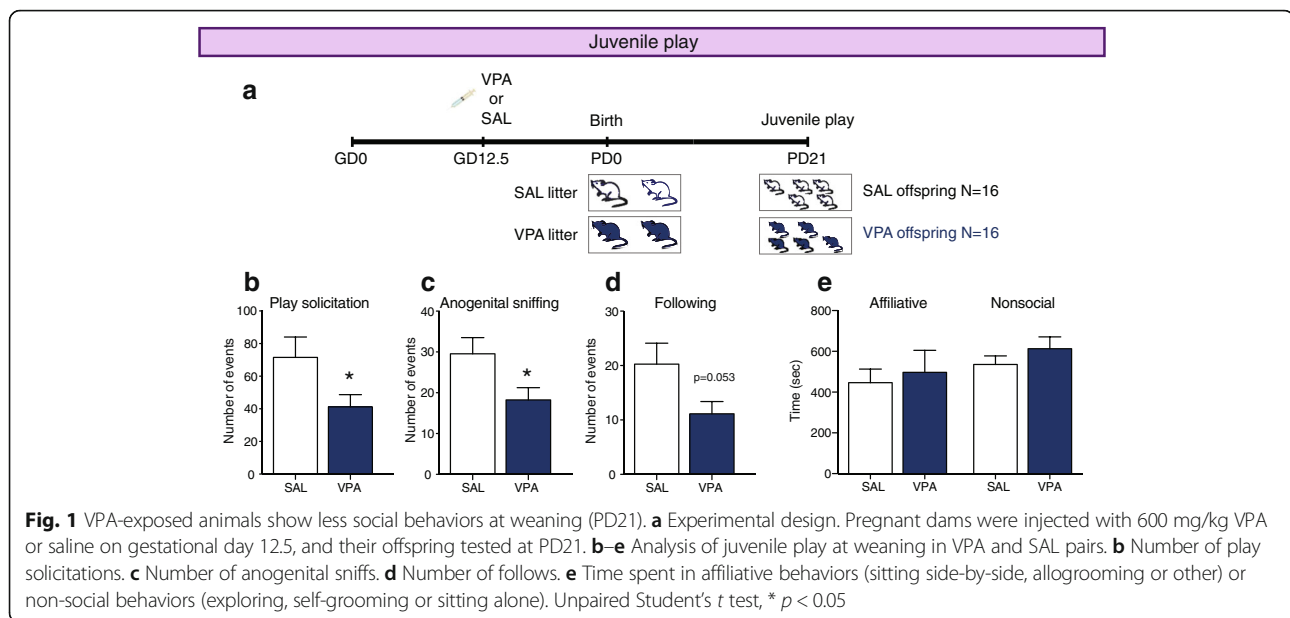 Juvenile play
a
VPA
or
SAL
Birth
Juvenile play
GD0
GD12.5
PD0
PD21
SAL litter
SAL offspring N=16
VPA litter
VPA offspring N=16
b
Play solicitation
Number of events
100
80
60
40
20
0
*
SAL
VPA
c
Anogenital sniffing
Number of events
40
30
20
10
0
*
SAL
VPA
d
Following
Number of events
30
20
10
0
p=0.053
SAL
VPA
e
Affiliative
Nonsocial
Time (sec)
800
600
400
200
0
SAL
VPA
SAL
VPA
Fig. 1 VPA-exposed animals show less social behaviors at weaning (PD21). a Experimental design. Pregnant dams were injected with 600 mg/kg VPA
or saline on gestational day 12.5, and their offspring tested at PD21. b–e Analysis of juvenile play at weaning in VPA and SAL pairs. b Number of play
solicitations. c Number of anogenital sniffs. d Number of follows. e Time spent in affiliative behaviors (sitting side-by-side, allogrooming or other) or
non-social behaviors (exploring, self-grooming or sitting alone). Unpaired Student's t test, * p < 0.05